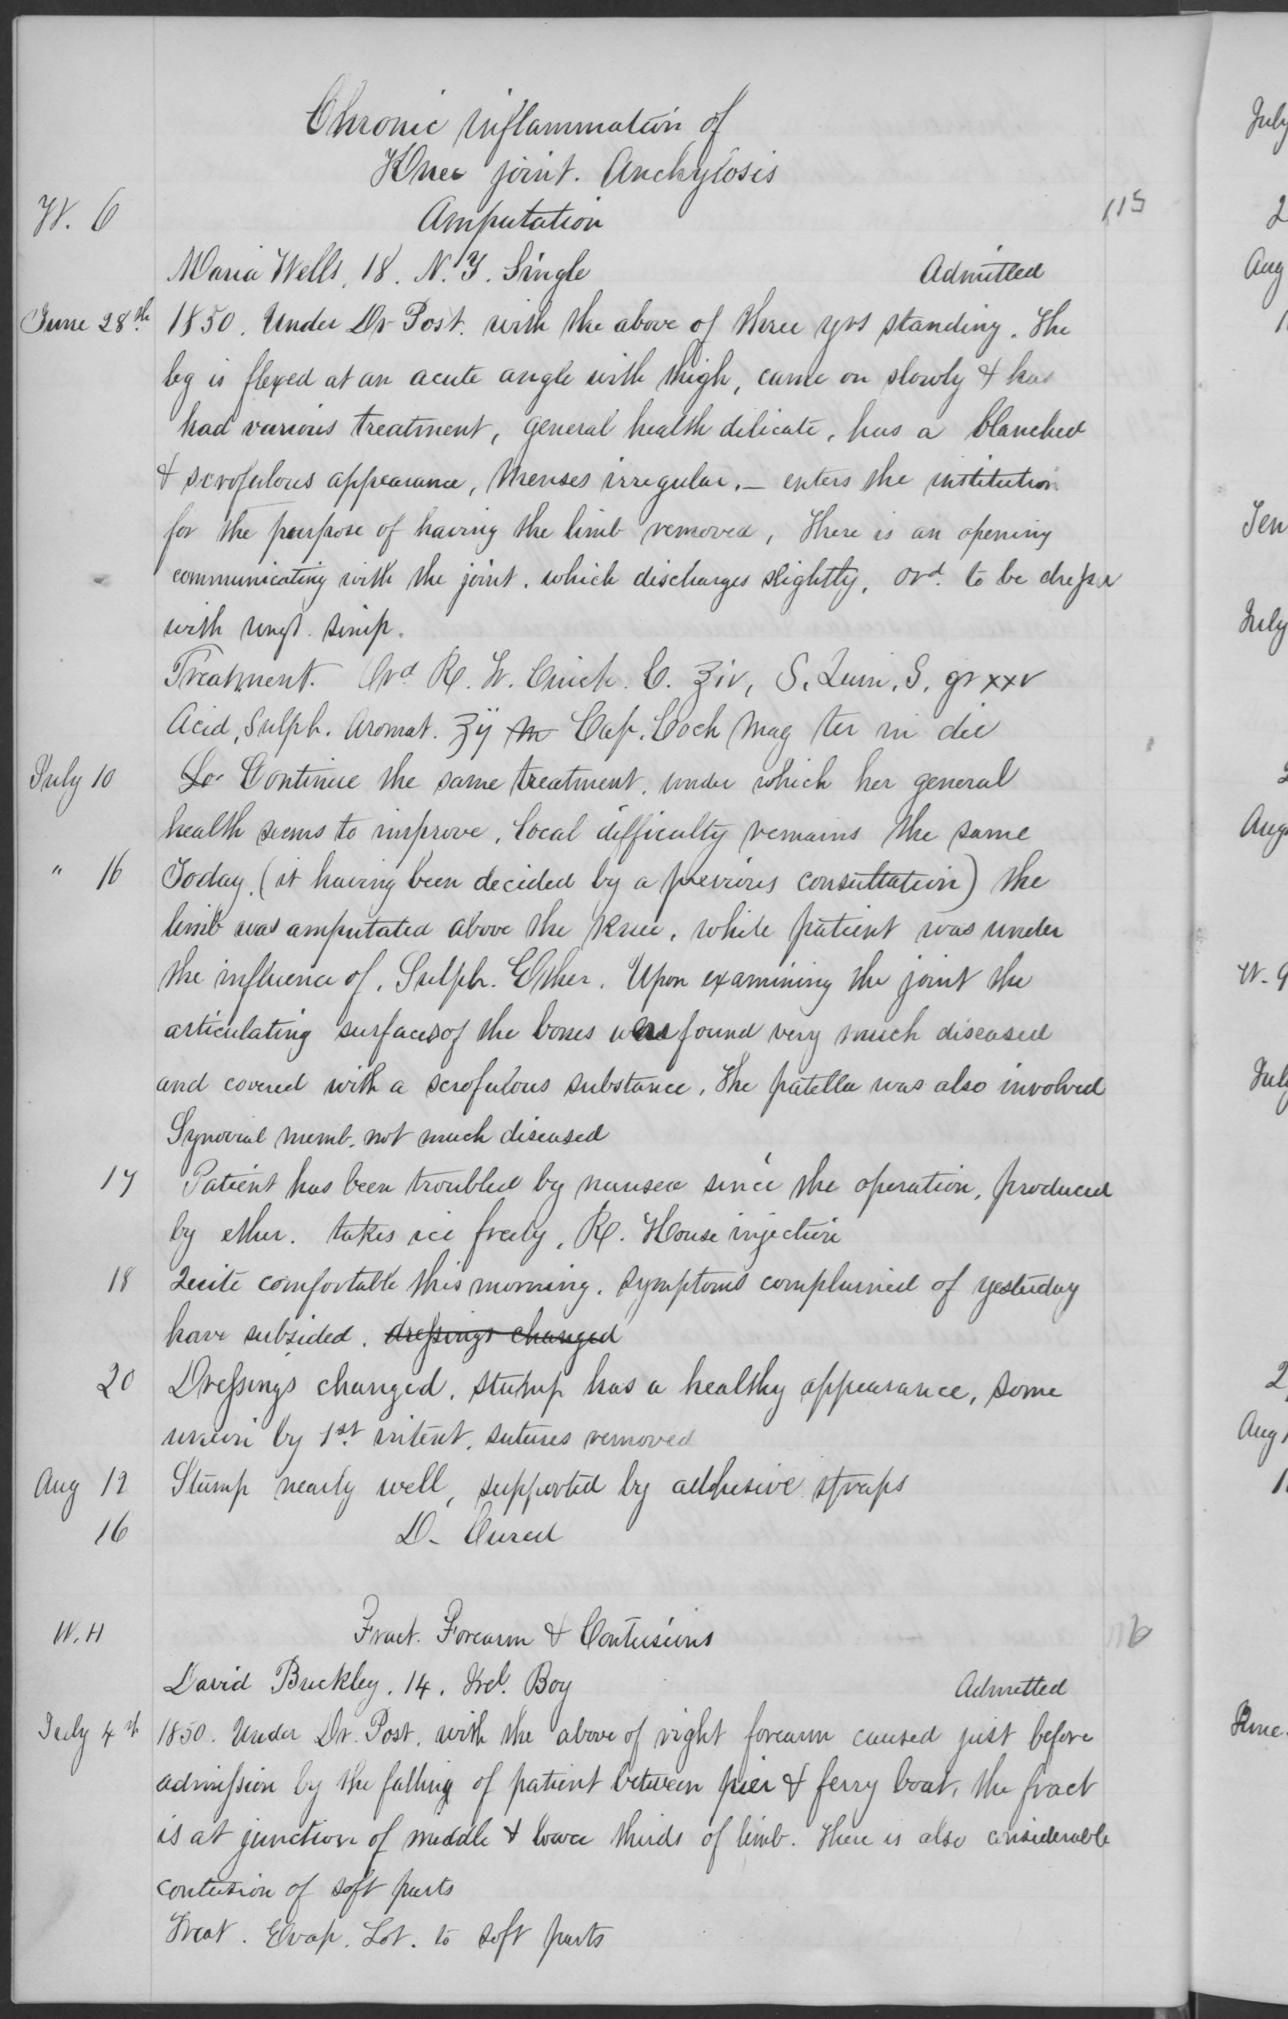 Chronic inflammation of
Knee joint. Anchylosis
W. 6 Amputation 115
Maria Wells, 18. N.Y. Single Admitted
June 28th 1850. Under Dr Post. with the above of three yrs standing. The
leg is flexed at an acute angle with thigh, came on slowly & has
had various treatment, general health delicate, has a blanched
& scrofulous appearance, menses irregular. – enters the institution
for the purpose of having the limb removed, There is an opening
communicating with the joint. which discharges slightly, ord. to be
with ungt. simp.
Treatment. Ord ℞. Cinch. C. ℥iv, S. Quin. S. gr xxv
Acid, Sulph. Aromat. ʒij m Cap. Coch mag ter in die
July 10 Continue the same treatment. under which her general
health seems to improve. Local difficulty remains the same
" 16 Today. (it having been decided by a previous consultation) the
limb was amputated above the knee. while patient was under
the influence of. Sulph. Ether. Upon examining the joint the
articulating surfaces of the bones were found very much diseased
and covered with a scrofulous substance. The patella was also involved
Synovial memb. not much diseased
17 Patient has been troubled by nausea since the operation, produced
by ether. takes ice freely, ℞. House injection
18 Quite comfortable this morning. symptoms complained of yesterday
have subsided. dressings changed
20 Dressings changed. stump has a healthy appearance, some
union by 1st intent. sutures removed
Aug 12 Stump nearly well, supported by adhesive straps
16 D– Cured
W. H Fract. Forearm & Contusions 116
David Buckley. 14. Irel. Boy Admitted
July 4th 1850. Under Dr. Post. with the above of right forearm caused just before
admission by the falling of patient between pier & ferry boat, the fract
is at junction of middle & lower thirds of limb. There is also considerable
contusion of soft parts
Treat. Evap. Lot. to soft parts
July
2
Aug
1
July
Aug
W. 9
July
2
Aug
1
June